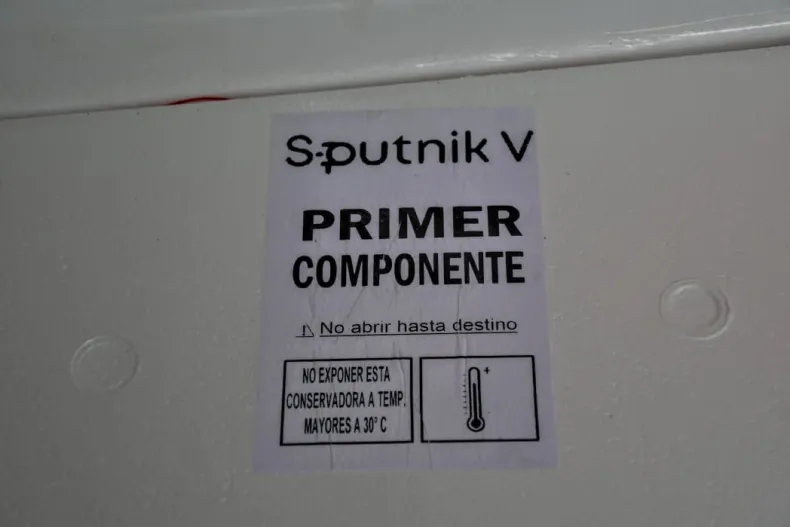 Sputnik V
PRIMER
COMPONENTE
No abrir hasta destino
NO EXPONER ESTA
CONSERVADORA A TEMP.
MAYORES A 30° C
+